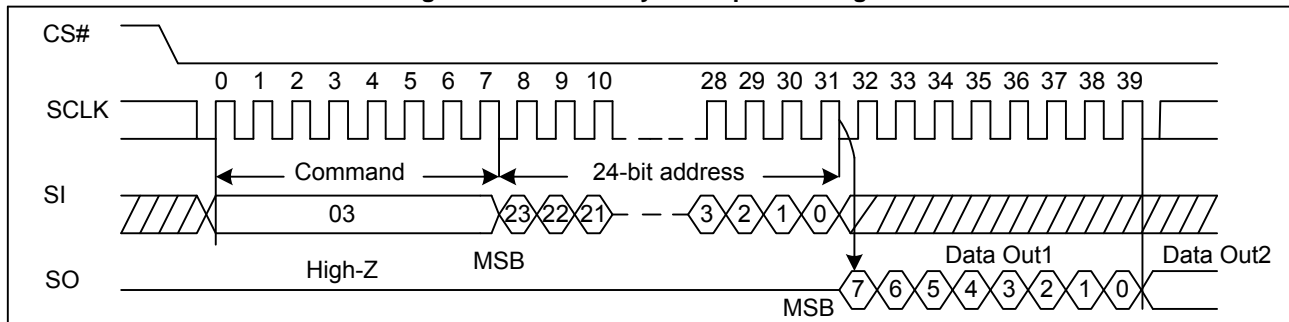 CS#
0 1 2 3 4 5 6 7 8 9 10 28 29 30 31 32 33 34 35 36 37 38 39
SCLK
Command 24-bit address
SI
03 23 22 21 3 2 1 0
High-Z MSB Data Out1 Data Out2
SO
7 6 5 4 3 2 1 0
MSB